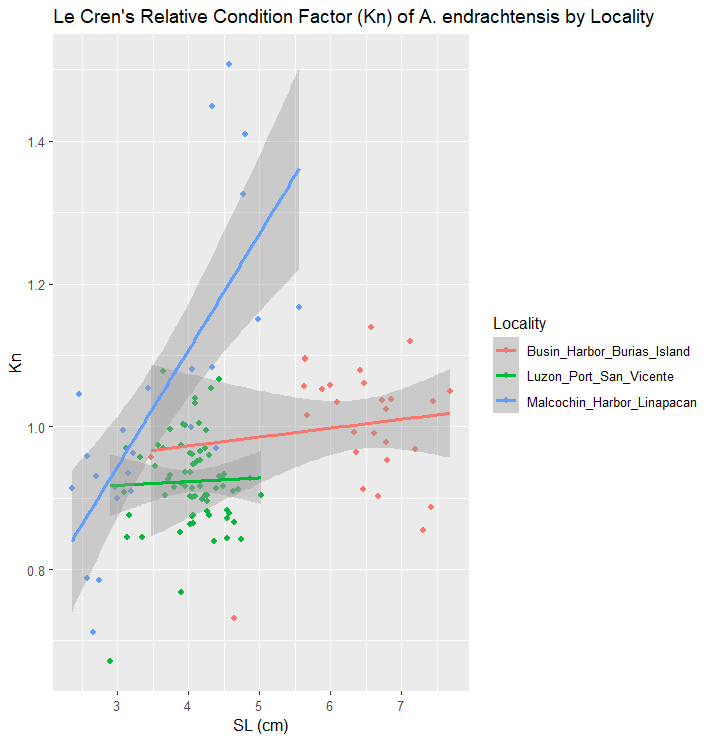 Le Cren's Relative Condition Factor (Kn) of A. endrachtensis by Locality
1.4
1.2
1.0
0.8
Kn
3 4 5 6 7
SL (cm)
Locality
Busin_Harbor_Burias_Island
Luzon_Port_San_Vicente
Malcochin_Harbor_Linapacan